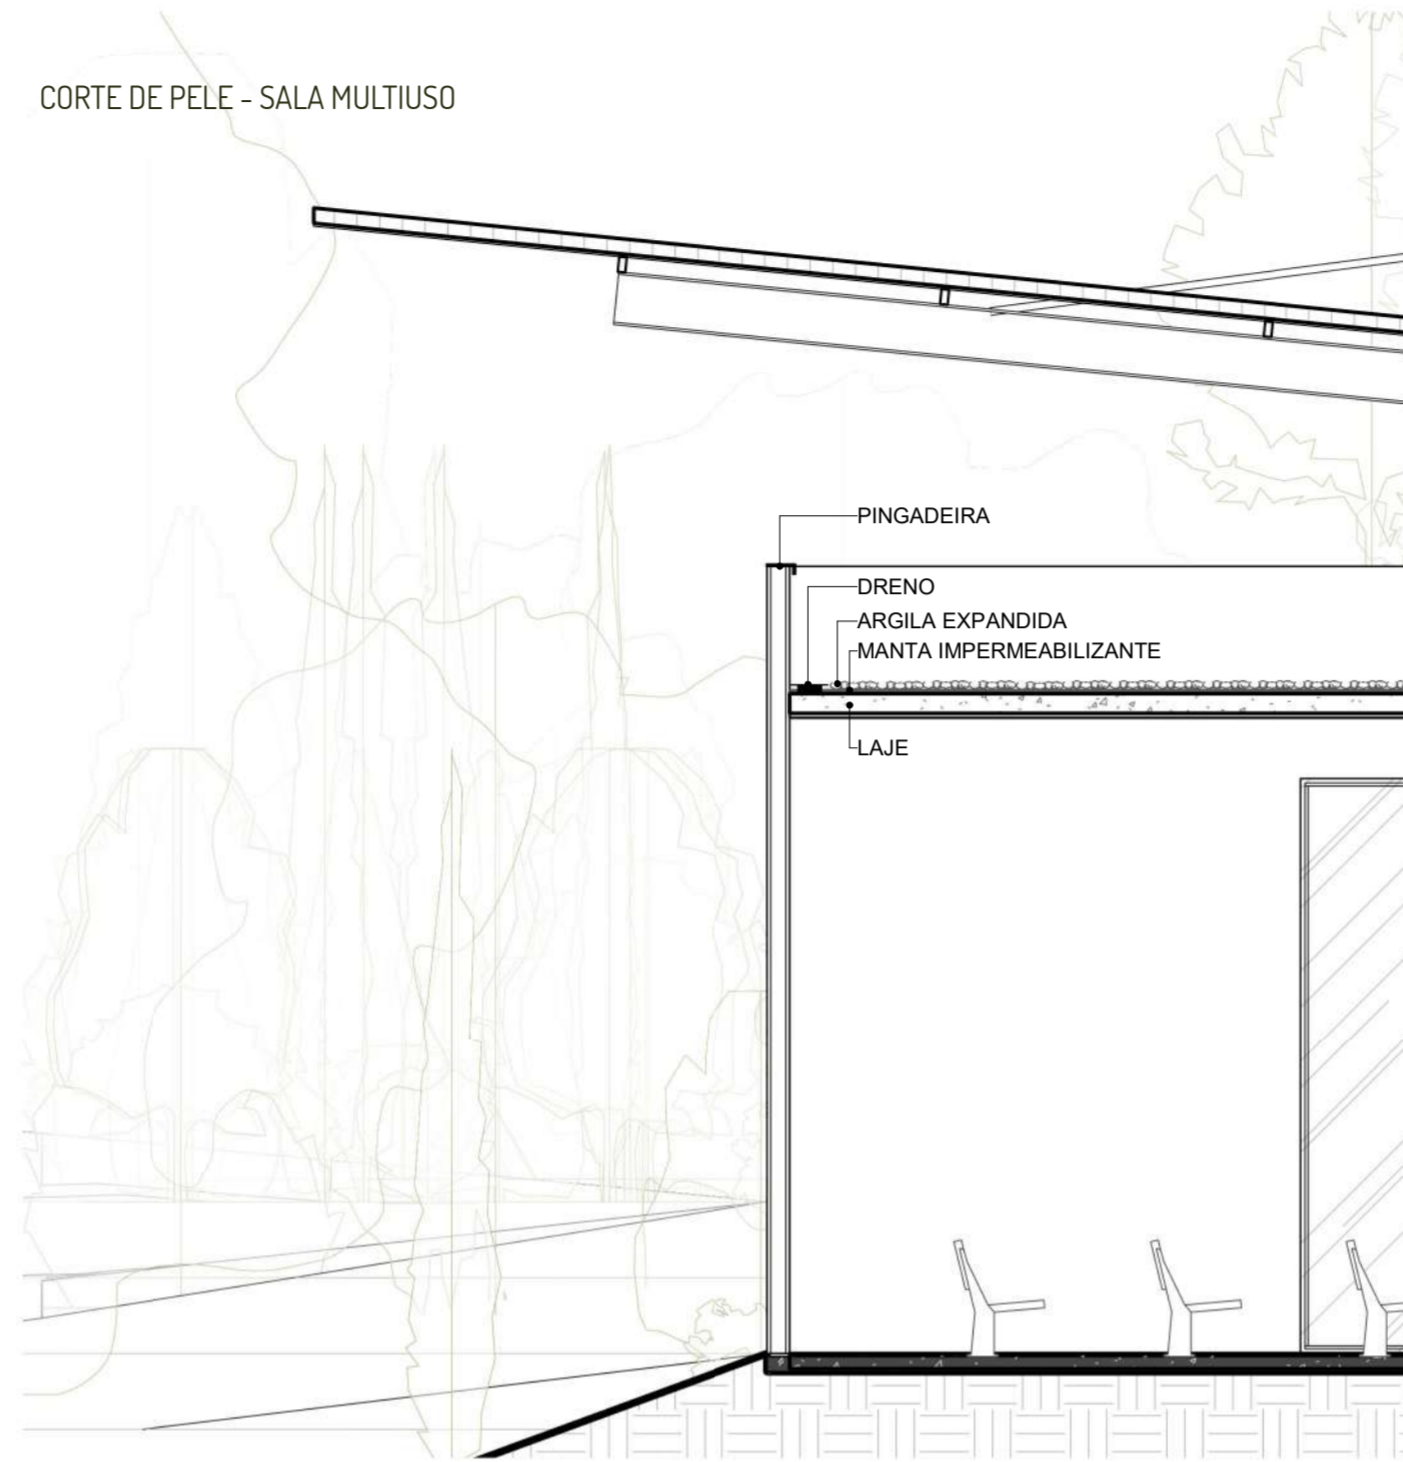 CORTE DE PELE - SALA MULTIUSO
PINGADEIRA
DRENO
ARGILA EXPANDIDA
MANTA IMPERMEABILIZANTE
LAJE